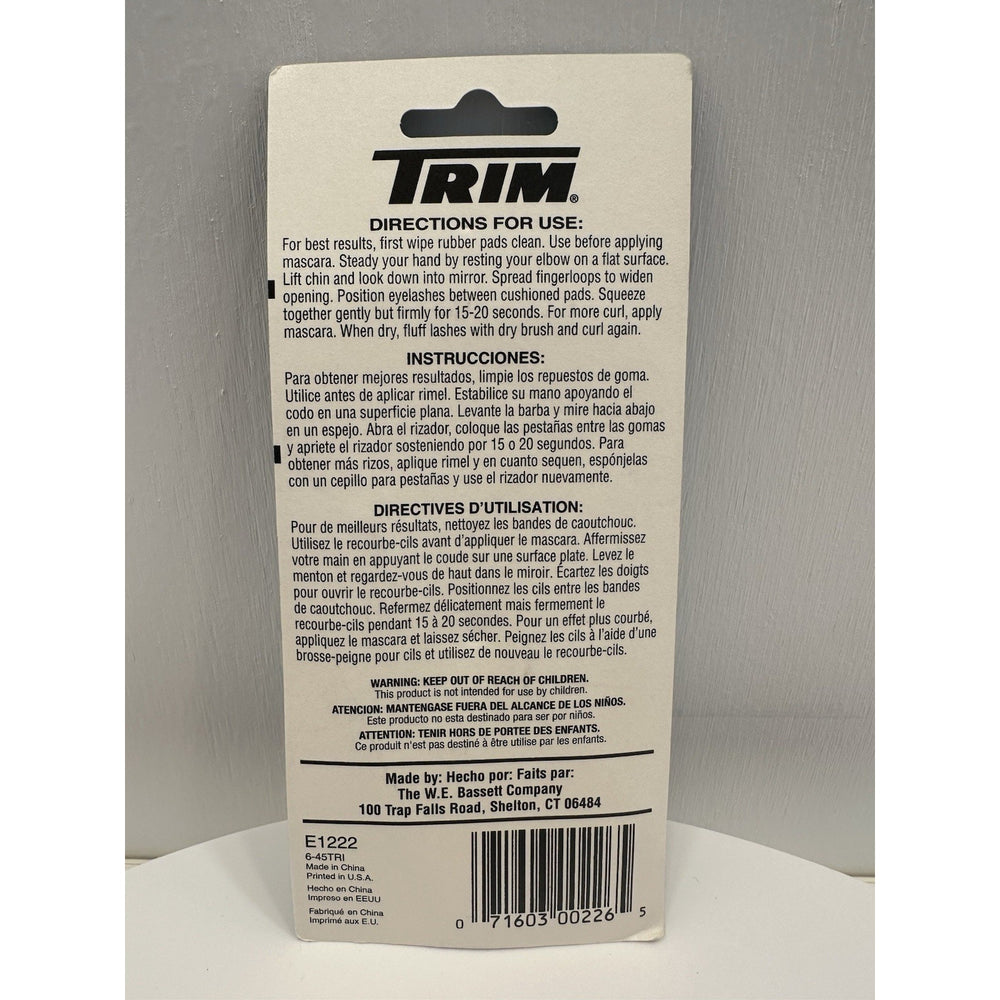 TRIM®
DIRECTIONS FOR USE:
For best results, first wipe rubber pads clean. Use before applying
mascara. Steady your hand by resting your elbow on a flat surface.
Lift chin and look down into mirror. Spread fingerloops to widen
opening. Position eyelashes between cushioned pads. Squeeze
together gently but firmly for 15-20 seconds. For more curl, apply
mascara. When dry, fluff lashes with dry brush and curl again.
INSTRUCCIONES:
Para obtener mejores resultados, limpie los repuestos de goma.
Utilice antes de aplicar rimel. Estabilice su mano apoyando el
codo en una superficie plana. Levante la barba y mire hacia abajo
en un espejo. Abra el rizador, coloque las pestañas entre las gomas
y apriete el rizador sosteniendo por 15 o 20 segundos. Para
obtener más rizos, aplique rimel y en cuanto sequen, espónjelas
con un cepillo para pestañas y use el rizador nuevamente.
DIRECTIVES D'UTILISATION:
Pour de meilleurs résultats, nettoyez les bandes de caoutchouc.
Utilisez le recourbe-cils avant d'appliquer le mascara. Affermissez
votre main en appuyant le coude sur une surface plate. Levez le
menton et regardez-vous de haut dans le miroir. Écartez les doigts
pour ouvrir le recourbe-cils. Positionnez les cils entre les bandes
de caoutchouc. Refermez délicatement mais fermement le
recourbe-cils pendant 15 à 20 secondes. Pour un effet plus courbé,
appliquez le mascara et laissez sécher. Peignez les cils à l'aide d'une
brosse-peigne pour cils et utilisez de nouveau le recourbe-cils.
WARNING: KEEP OUT OF REACH OF CHILDREN.
This product is not intended for use by children.
ATENCION: MANTENGASE FUERA DEL ALCANCE DE LOS NIÑOS.
Este producto no esta destinado para ser por niños.
ATTENTION: TENIR HORS DE PORTEE DES ENFANTS.
Ce produit n'est pas destiné à être utilise par les enfants.
Made by: Hecho por: Faits par:
The W.E. Bassett Company
100 Trap Falls Road, Shelton, CT 06484
E1222
6-45TRI
Made in China
Printed in U.S.A.
Hecho en China
Impreso en EEUU
Fabriqué en China
Imprimé aux E.U.
0 71603 00226 5